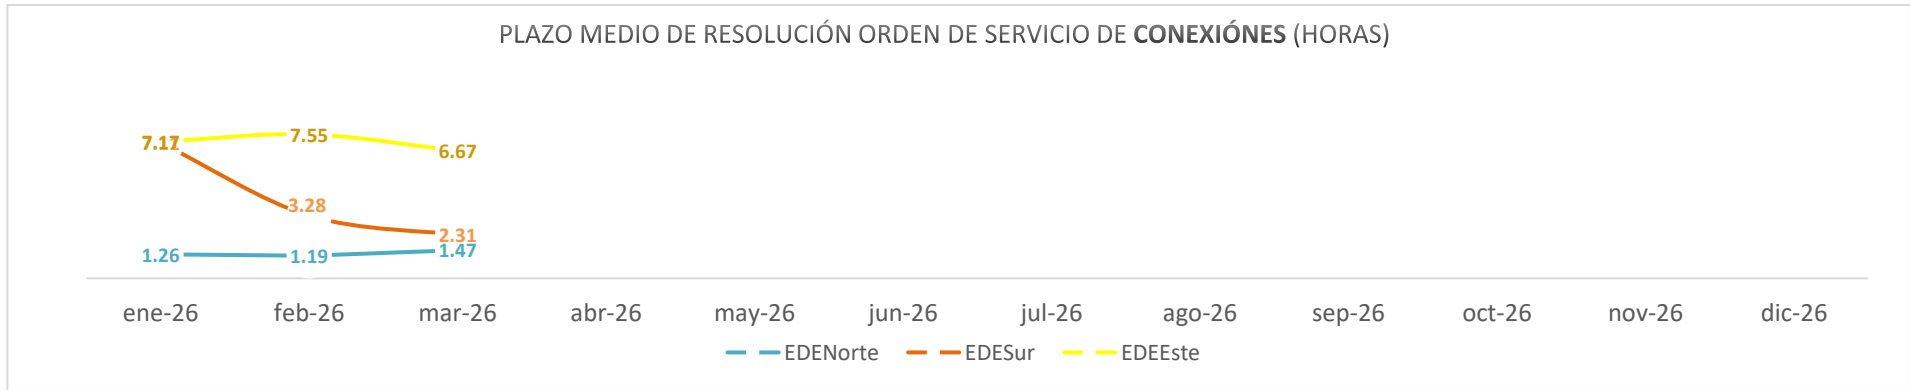 PLAZO MEDIO DE RESOLUCIÓN ORDEN DE SERVICIO DE CONEXIÓNES (HORAS)
7.55
6.67
3.28
2.31
1.26
1.19
1.47
ene-26 feb-26 mar-26 abr-26 may-26 jun-26 jul-26 ago-26 sep-26 oct-26 nov-26 dic-26
EDENorte EDESur EDEEste